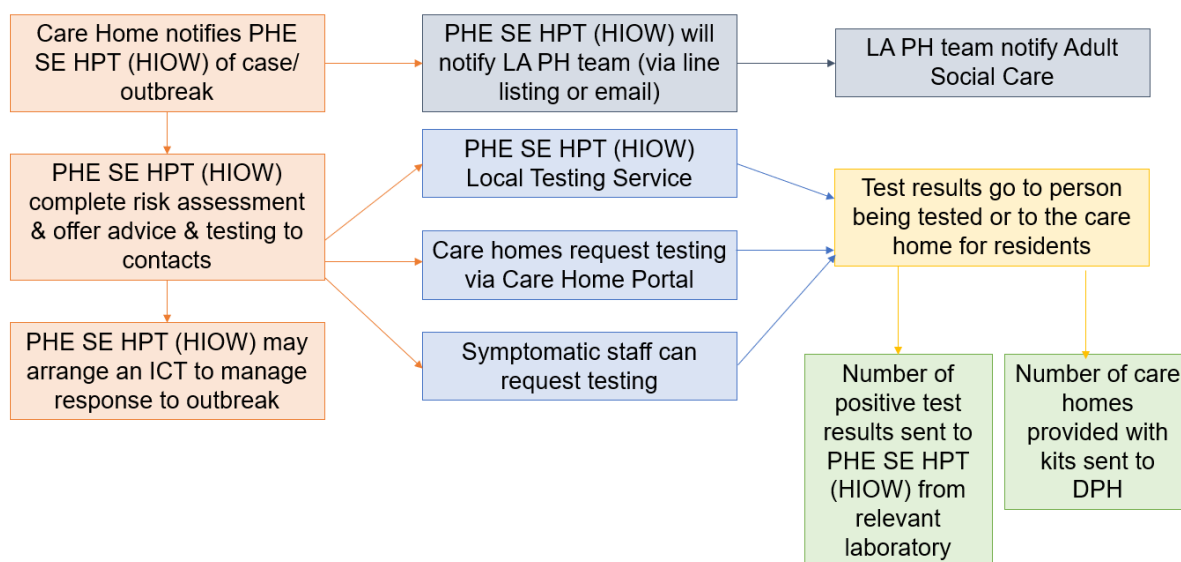 Care Home notifies PHE
SE HPT (HIOW) of case/
outbreak
PHE SE HPT (HIOW) will
notify LA PH team (via line
listing or email)
LA PH team notify Adult
Social Care
PHE SE HPT (HIOW)
complete risk assessment
& offer advice & testing to
contacts
PHE SE HPT (HIOW)
Local Testing Service
Care homes request testing
via Care Home Portal
Symptomatic staff can
request testing
Test results go to person
being tested or to the care
home for residents
PHE SE HPT (HIOW) may
arrange an ICT to manage
response to outbreak
Number of
positive test
results sent to
PHE SE HPT
(HIOW) from
relevant
laboratory
Number of care
homes
provided with
kits sent to
DPH